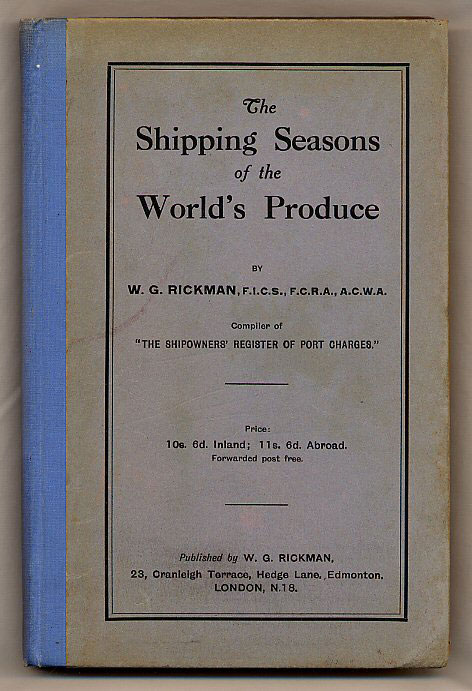 The
Shipping Seasons
of the
World's Produce
BY
W. G. RICKMAN, F.I.C.S., F.C.R.A., A.C.W.A.
Compiler of
"THE SHIPOWNERS' REGISTER OF PORT CHARGES."
Price:
10s. 6d. Inland; 11s. 6d. Abroad.
Forwarded post free.
Published by W. G. RICKMAN,
23, Cranleigh Terrace, Hedge Lane, Edmonton,
LONDON, N.18.